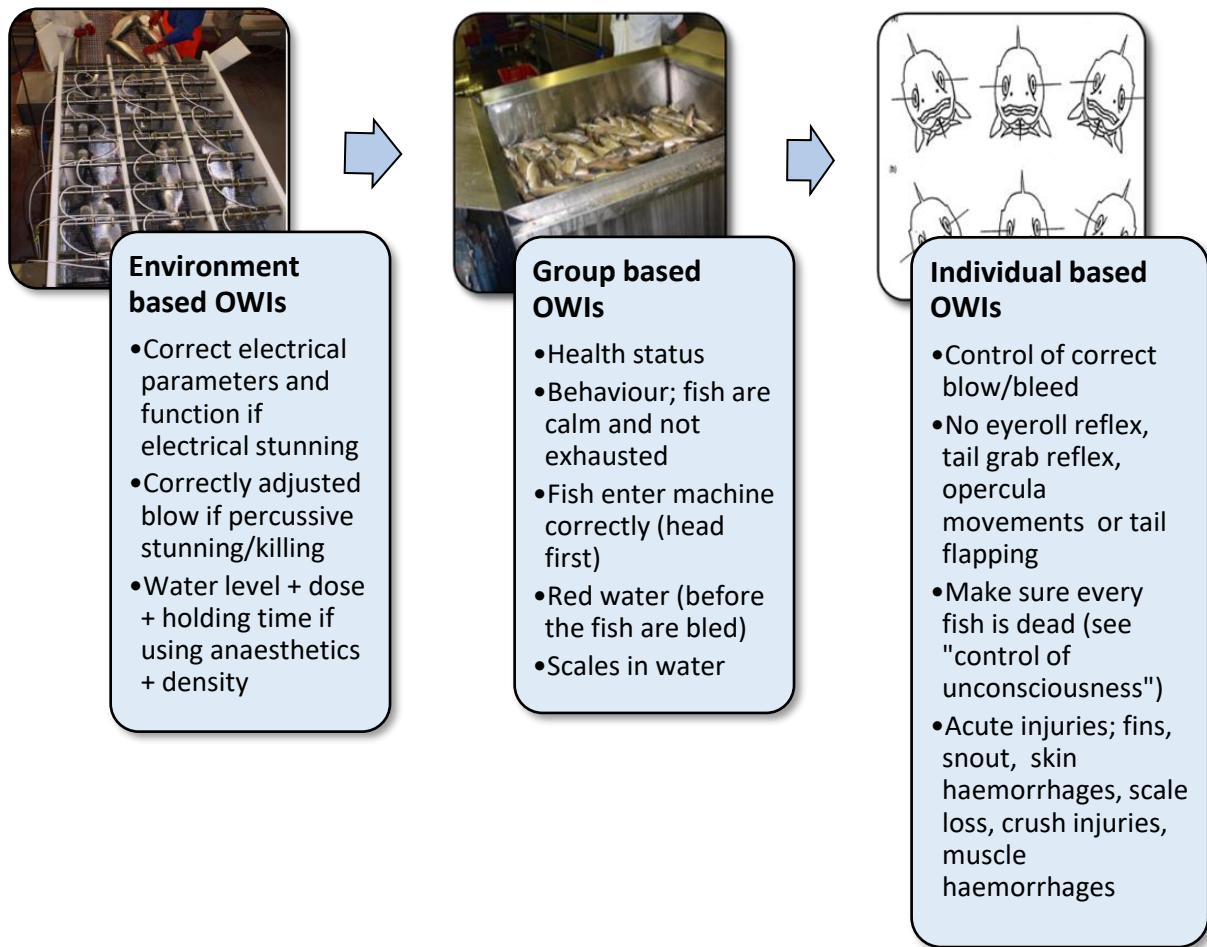 (a)
(b)
Environment
based OWIs
•Correct electrical
parameters and
function if
electrical stunning
•Correctly adjusted
blow if percussive
stunning/killing
•Water level + dose
+ holding time if
using anaesthetics
+ density
Group based
OWIs
•Health status
•Behaviour; fish are
calm and not
exhausted
•Fish enter machine
correctly (head
first)
•Red water (before
the fish are bled)
•Scales in water
Individual based
OWIs
•Control of correct
blow/bleed
•No eyeroll reflex,
tail grab reflex,
opercula
movements or tail
flapping
•Make sure every
fish is dead (see
"control of
unconsciousness")
•Acute injuries; fins,
snout, skin
haemorrhages, scale
loss, crush injuries,
muscle
haemorrhages